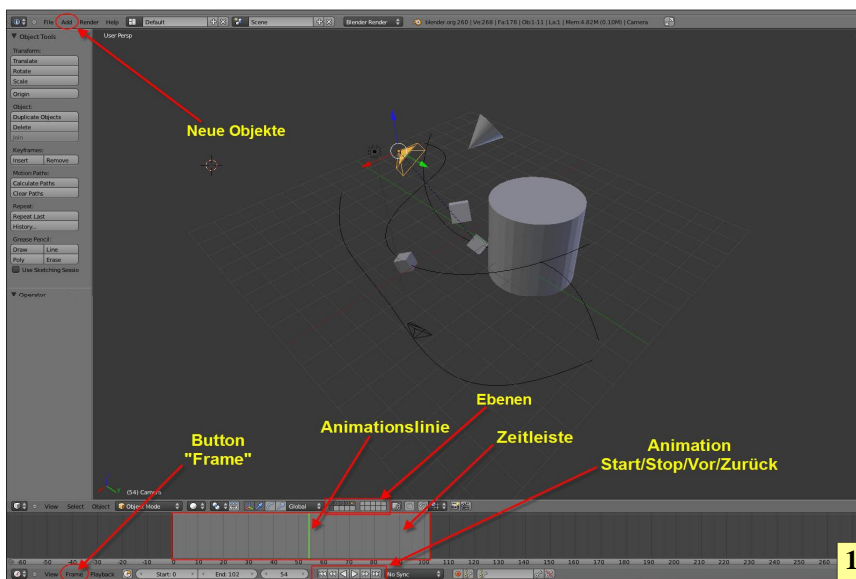 File Add Render Help Default Scene Blender Render blender.org 260 | Ve:268 | Fa:178 | Ob:1-11 | La:1 | Mem:4.82M (0.10M) | Camera
Object Tools
User Persp
Transform:
Translate
Rotate
Scale
Origin
Object:
Duplicate Objects
Delete
Join
Neue Objekte
Keyframes:
Insert Remove
Motion Paths:
Calculate Paths
Clear Paths
Repeat:
Repeat Last
History...
Grease Pencil:
Draw Line
Poly Erase
Use Sketching Sessio
Operator
Ebenen
Animationslinie
Zeitleiste
Button
"Frame"
Animation
Start/Stop/Vor/Zurück
(54) Camera
View Select Object Object Mode Global
-60 -50 -40 -30 -20 -10 0 10 20 30 40 50 60 70 80 90 100 110 120 130 140 150 160 170 180 190 200 210 220 230 240 250 260
View Frame Playback Start: 0 End: 102 54 No Sync
1